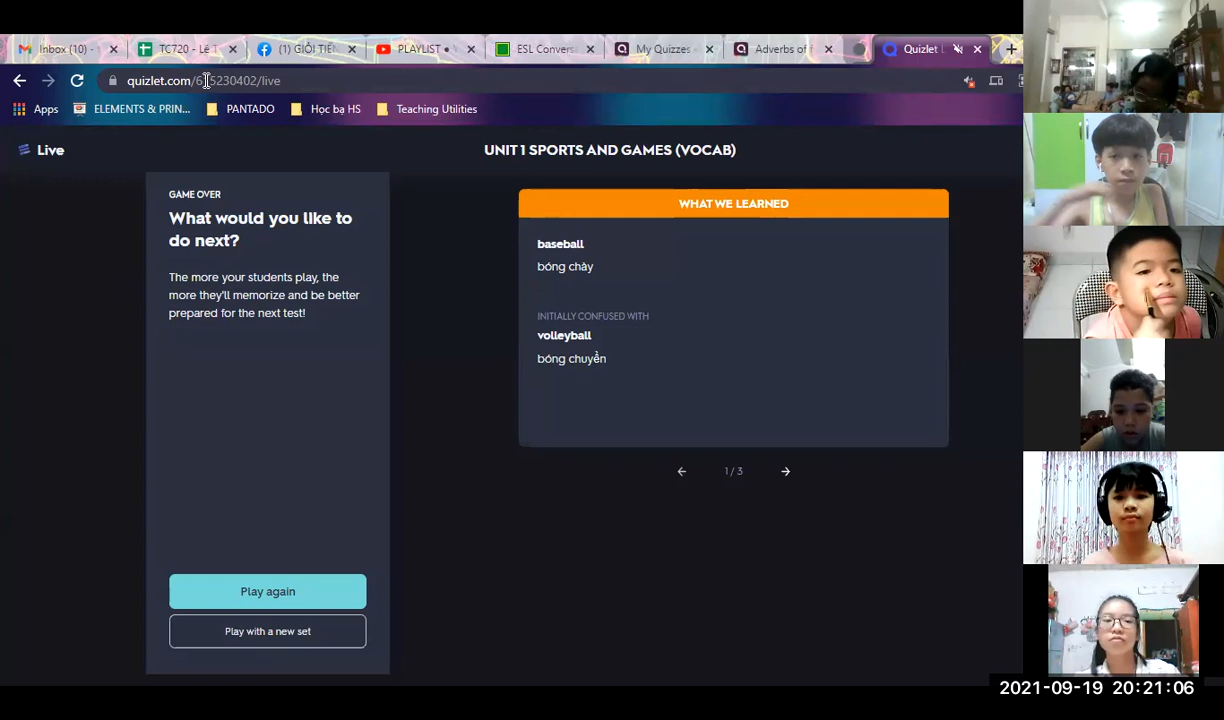 Inbox (10) -
TC720 - Lê T
(1) GIỎI TIẾN
PLAYLIST
ESL Convers
My Quizzes
Adverbs of f
Quizlet L
quizlet.com/ 5230402/live
Apps
ELEMENTS & PRIN...
PANTADO
Học bạ HS
Teaching Utilities
Live
UNIT 1 SPORTS AND GAMES (VOCAB)
GAME OVER
What would you like to
do next?
The more your students play, the
more they'll memorize and be better
prepared for the next test!
Play again
Play with a new set
WHAT WE LEARNED
baseball
bóng chày
INITIALLY CONFUSED WITH
volleyball
bóng chuyền
1 / 3
2021-09-19 20:21:06